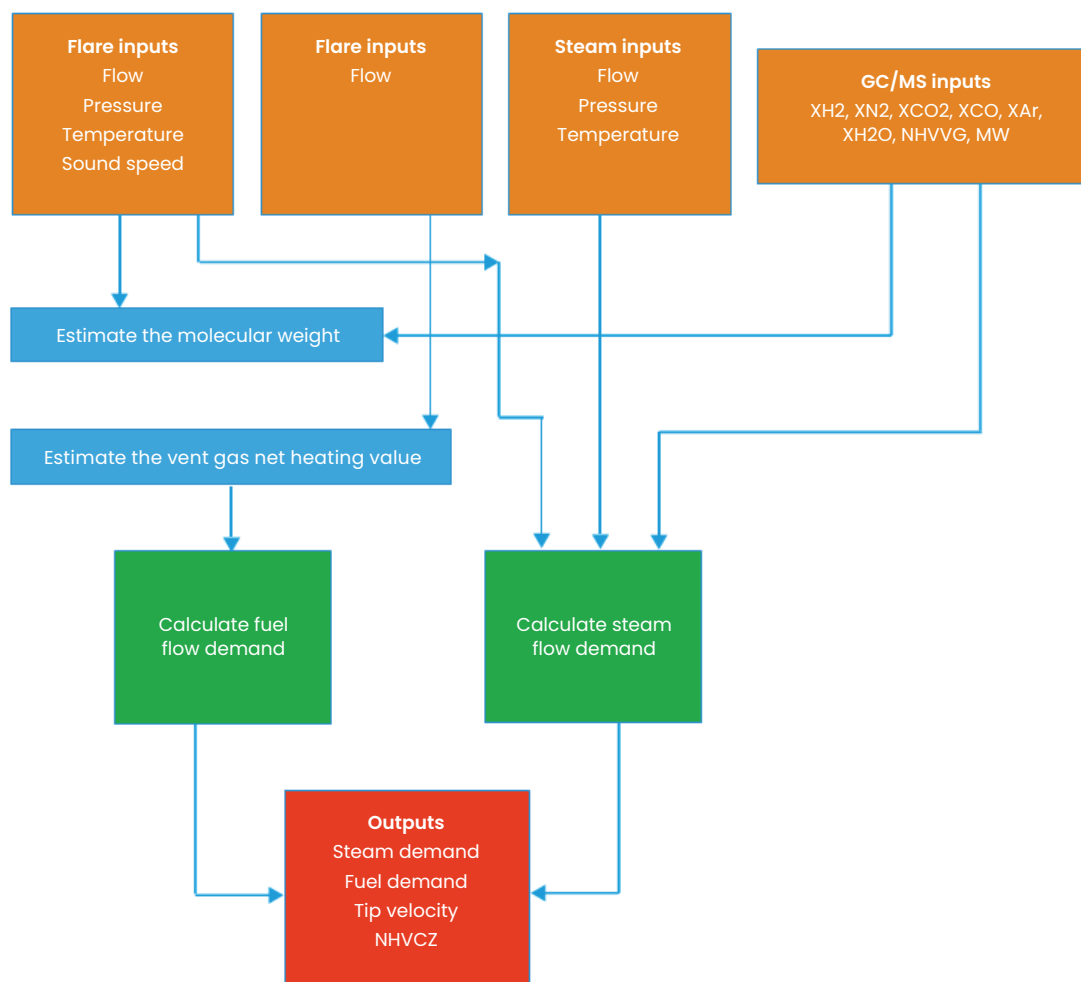 Flare inputs
Flow
Pressure
Temperature
Sound speed
Flare inputs
Flow
Steam inputs
Flow
Pressure
Temperature
GC/MS inputs
XH2, XN2, XCO2, XCO, XAr,
XH2O, NHVVG, MW
Estimate the molecular weight
Estimate the vent gas net heating value
Calculate fuel
flow demand
Calculate steam
flow demand
Outputs
Steam demand
Fuel demand
Tip velocity
NHVCZ